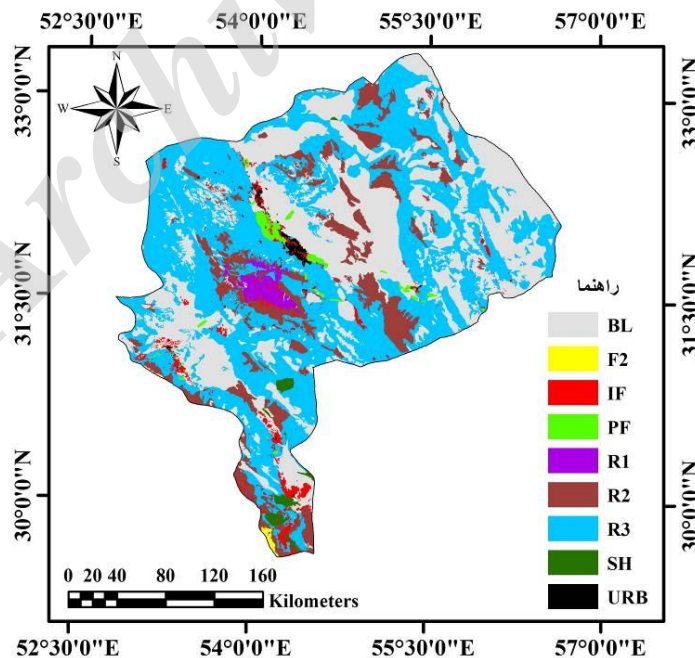 52°30'0"E 54°0'0"E 55°30'0"E 57°0'0"E
Archiv
N
W E
S
33°0'0"N
33°0'0"N
31°30'0"N
31°30'0"N
30°0'0"N
30°0'0"N
راهنما
BL
F2
IF
PF
R1
R2
R3
SH
URB
0 20 40 80 120 160
Kilometers
52°30'0"E 54°0'0"E 55°30'0"E 57°0'0"E